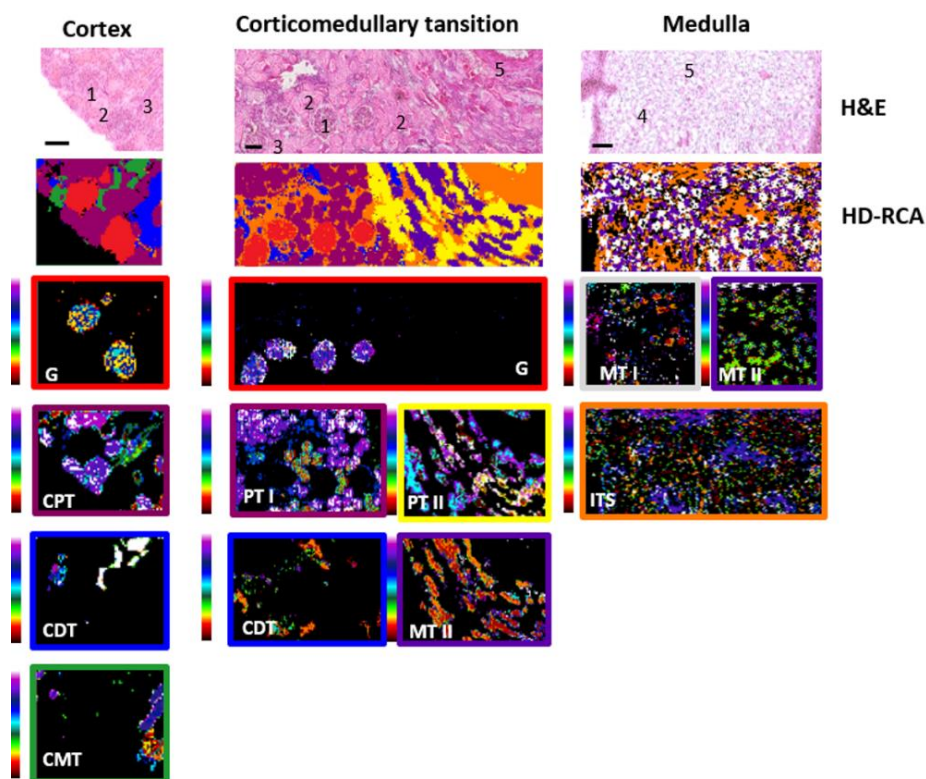 Cortex
Corticomedullary tansition
Medulla
1
2
3
2
1
2
3
5
5
4
H&E
HD-RCA
G
G
MT I
MT II
CPT
PT I
PT II
ITS
CDT
CDT
MT II
CMT